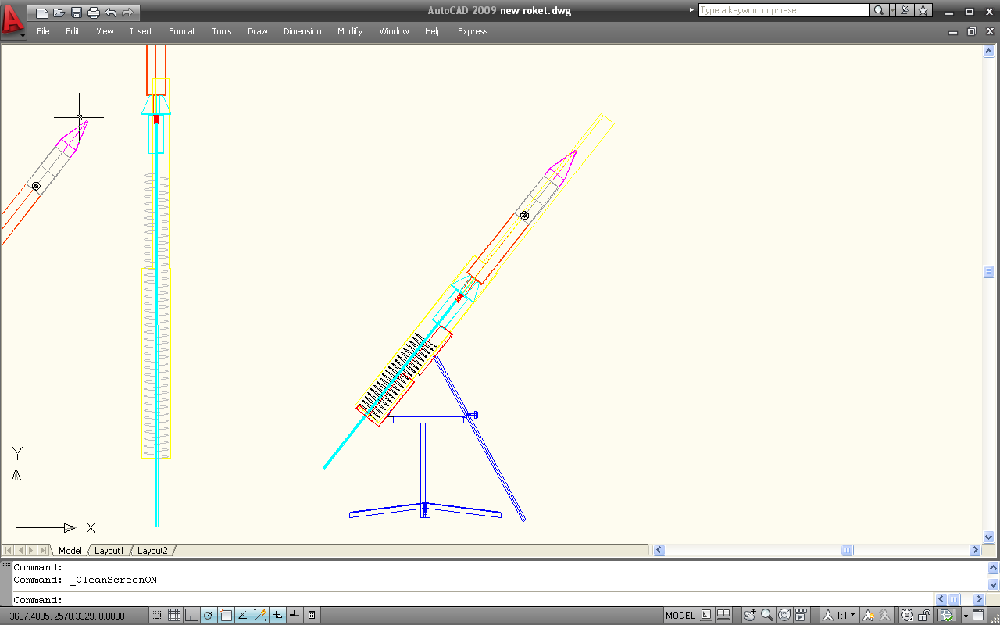 AutoCAD 2009 new roket.dwg
Type a keyword or phrase
File Edit View Insert Format Tools Draw Dimension Modify Window Help Express
Y
X
Model Layout1 Layout2
Command:
Command: _CleanScreenON
Command:
3697.4895, 2578.3329, 0.0000
MODEL
1:1